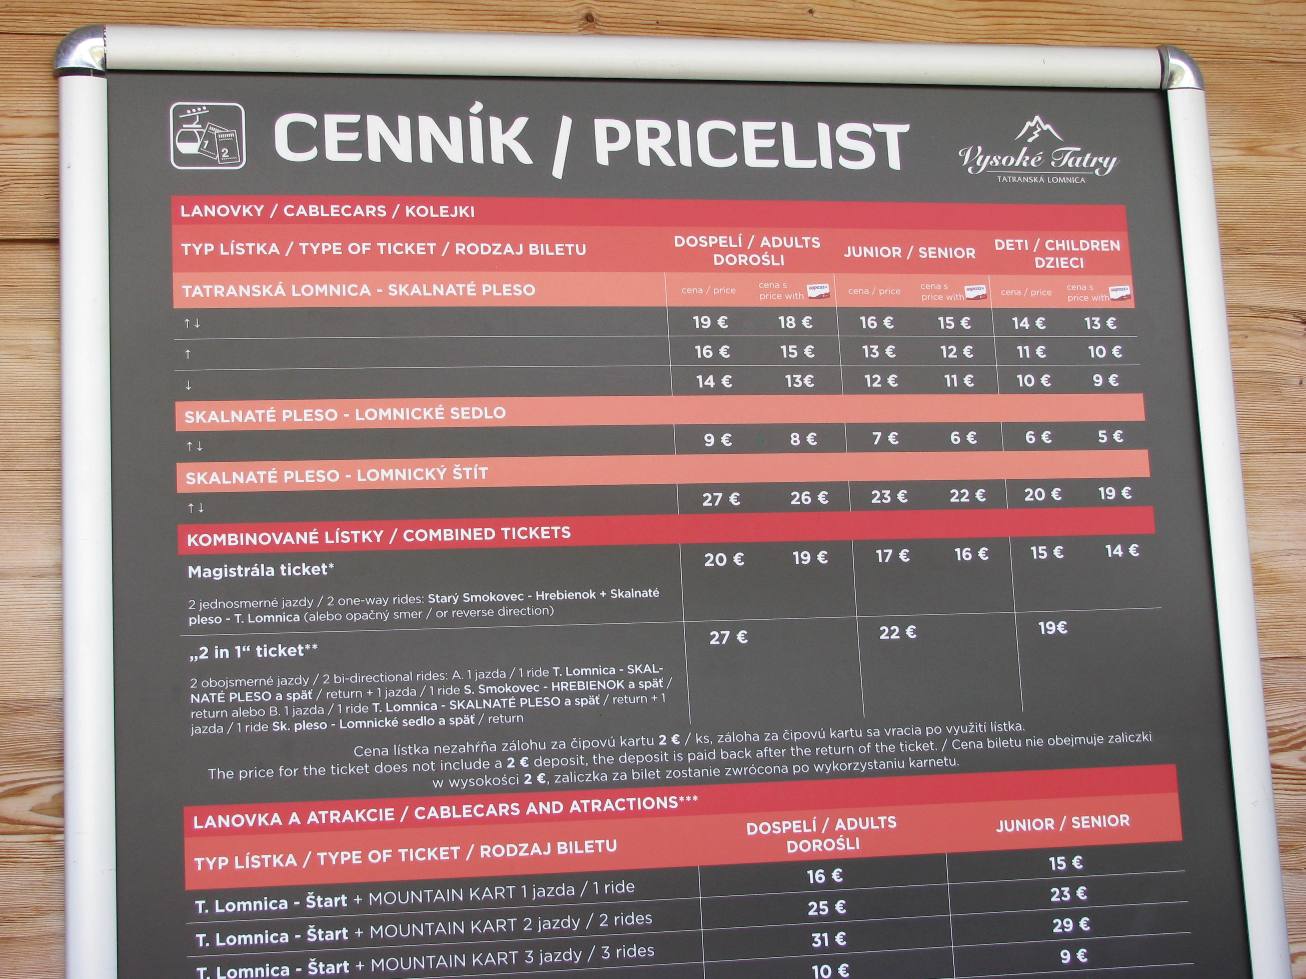 CENNÍK / PRICELIST
Vysoké Tatry
TATRANSKÁ LOMNICA
1
2
LANOVKY / CABLECARS / KOLEJKI
TYP LÍSTKA / TYPE OF TICKET / RODZAJ BILETU
DOSPELÍ / ADULTS
DOROŚLI
JUNIOR / SENIOR
DETI / CHILDREN
DZIECI
TATRANSKÁ LOMNICA - SKALNATÉ PLESO
cena / price
cena s
price with
cena / price
cena s
price with
cena / price
cena s
price with
↑↓ 19 € 18 € 16 € 15 € 14 € 13 €
↑ 16 € 15 € 13 € 12 € 11 € 10 €
↓ 14 € 13€ 12 € 11 € 10 € 9 €
SKALNATÉ PLESO - LOMNICKÉ SEDLO
↑↓ 9 € 8 € 7 € 6 € 6 € 5 €
SKALNATÉ PLESO - LOMNICKÝ ŠTÍT
↑↓ 27 € 26 € 23 € 22 € 20 € 19 €
KOMBINOVANÉ LÍSTKY / COMBINED TICKETS
Magistrála ticket* 20 € 19 € 17 € 16 € 15 € 14 €
2 jednosmerné jazdy / 2 one-way rides: Starý Smokovec - Hrebienok + Skalnaté
pleso - T. Lomnica (alebo opačný smer / or reverse direction)
„2 in 1“ ticket** 27 € 22 € 19€
2 obojsmerné jazdy / 2 bi-directional rides: A. 1 jazda / 1 ride T. Lomnica - SKAL-
NATÉ PLESO a späť / return + 1 jazda / 1 ride S. Smokovec - HREBIENOK a späť /
return alebo B. 1 jazda / 1 ride T. Lomnica - SKALNATÉ PLESO a späť / return + 1
jazda / 1 ride Sk. pleso - Lomnické sedlo a späť / return
Cena lístka nezahŕňa zálohu za čipovú kartu 2 € / ks, záloha za čipovú kartu sa vracia po využití lístka.
The price for the ticket does not include a 2 € deposit, the deposit is paid back after the return of the ticket. / Cena biletu nie obejmuje zaliczki
w wysokości 2 €, zaliczka za bilet zostanie zwrócona po wykorzystaniu karnetu.
LANOVKA A ATRAKCIE / CABLECARS AND ATRACTIONS***
TYP LÍSTKA / TYPE OF TICKET / RODZAJ BILETU
DOSPELÍ / ADULTS
DOROŚLI
JUNIOR / SENIOR
T. Lomnica - Štart + MOUNTAIN KART 1 jazda / 1 ride 16 € 15 €
T. Lomnica - Štart + MOUNTAIN KART 2 jazdy / 2 rides 25 € 23 €
T. Lomnica - Štart + MOUNTAIN KART 3 jazdy / 3 rides 31 € 29 €
10 € 9 €